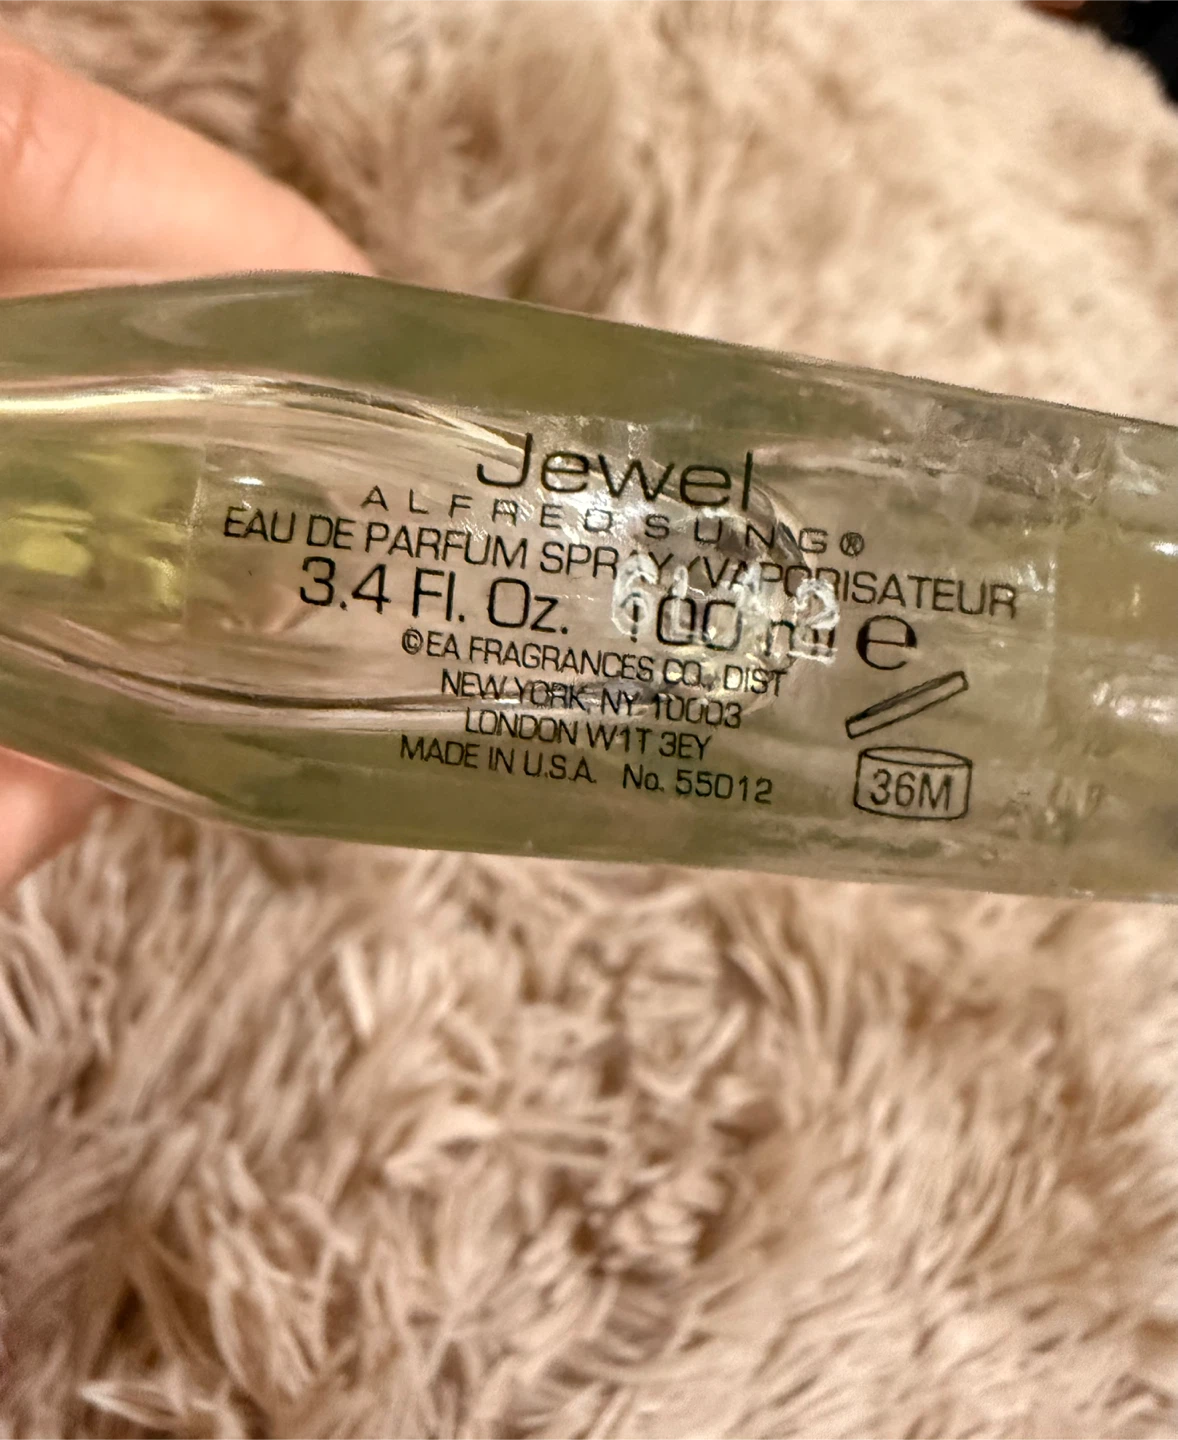 Jewel
ALFRED SUNG®
EAU DE PARFUM SPRAY/VAPORISATEUR
3.4 Fl. Oz. 100 ml e
©EA FRAGRANCES CO., DIST
NEW YORK, NY 10003
LONDON W1T 3EY
MADE IN U.S.A. No. 55012
36M